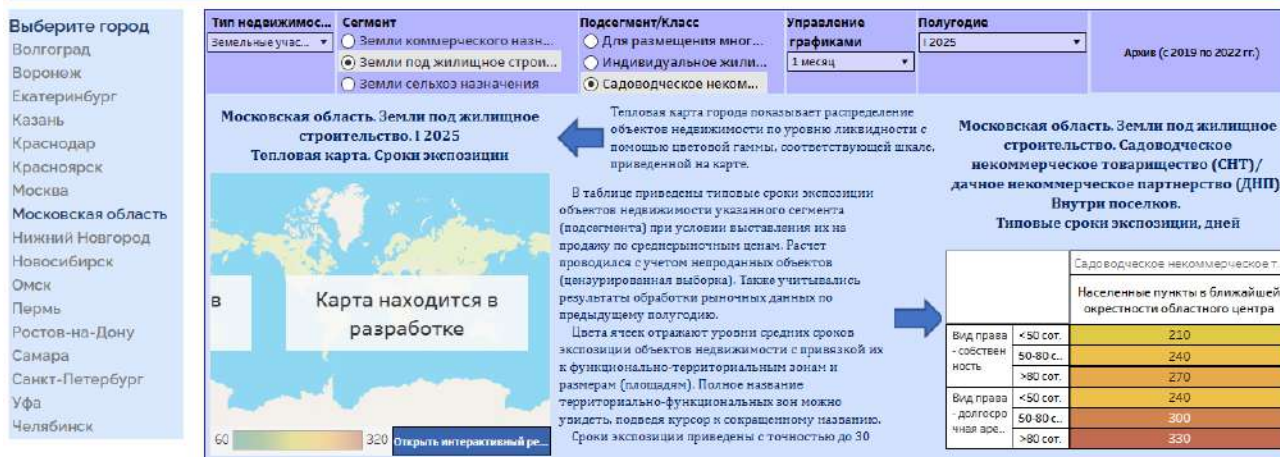 Выберите город
Волгоград
Воронеж
Екатеринбург
Казань
Краснодар
Красноярск
Москва
Московская область
Нижний Новгород
Новосибирск
Омск
Пермь
Ростов-на-Дону
Самара
Санкт-Петербург
Уфа
Челябинск
Тип недвижимос...
Земельные учас...
Сегмент
Земли коммерческого назн...
Земли под жилищное строи...
Земли сельхоз назначения
Подсегмент/Класс
Для размещения мног...
Индивидуальное жили...
Садоводческое неком...
Управление
графиками
1 месяц
Полугодие
I 2025
Архив (с 2019 по 2022 гг.)
Московская область. Земли под жилищное
строительство. I 2025
Тепловая карта. Сроки экспозиции
в
Карта находится в
разработке
60
320
Открыть интерактивный ре...
Тепловая карта города показывает распределение
объектов недвижимости по уровню ликвидности с
помощью цветовой гаммы, соответствующей шкале,
приведенной на карте.
В таблице приведены типовые сроки экспозиции
объектов недвижимости указанного сегмента
(подсегмента) при условии выставления их на
продажу по среднерыночным ценам. Расчет
проводился с учетом непроданных объектов
(цензурированная выборка). Также учитывались
результаты обработки рыночных данных по
предыдущему полугодию.
Цвета ячеек отражают уровни средних сроков
экспозиции объектов недвижимости с привязкой их
к функционально-территориальным зонам и
размерам (площадям). Полное название
территориально-функциональных зон можно
увидеть, подведя курсор к сокращенному названию.
Сроки экспозиции приведены с точностью до 30
Московская область. Земли под жилищное
строительство. Садоводческое
некоммерческое товарищество (СНТ)/
дачное некоммерческое партнерство (ДНП)
Внутри поселков.
Типовые сроки экспозиции, дней
Садоводческое некоммерческое т..
Населенные пункты в ближайшей
окрестности областного центра
Вид права
- собствен
ность
<50 сот. 210
50-80 с.. 240
>80 сот. 270
Вид права
- долгосро
чная аре..
<50 сот. 240
50-80 с.. 300
>80 сот. 330